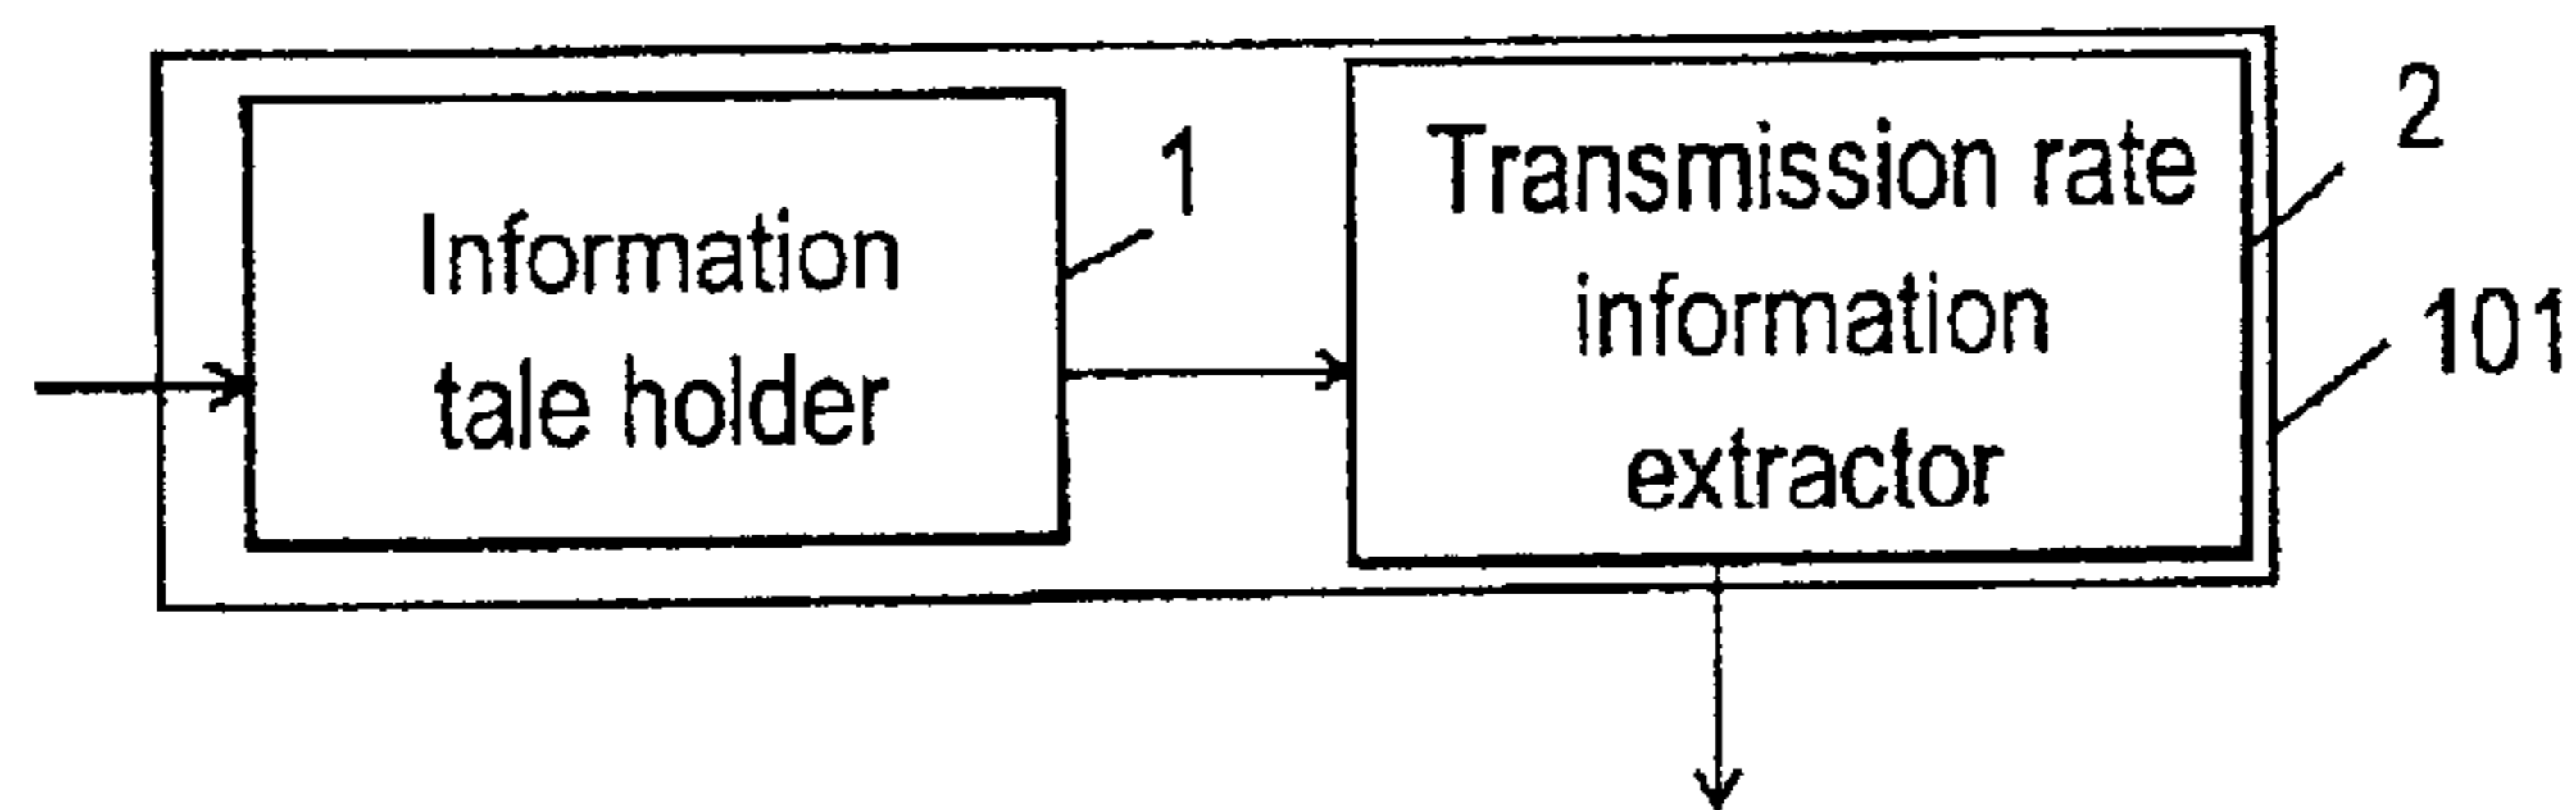 Information
tale holder
1
Transmission rate
information
extractor
2
101